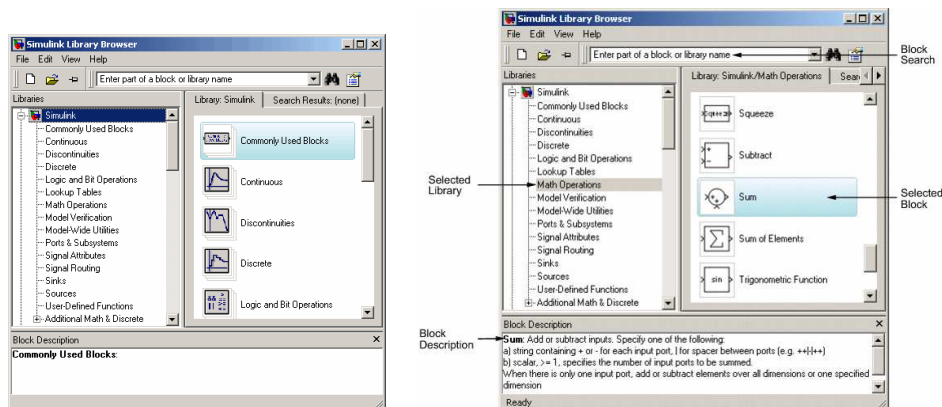 Simulink Library Browser
File Edit View Help
Enter part of a block or library name
Libraries
Library: Simulink
Search Results: (none)
Simulink
Commonly Used Blocks
Continuous
Discontinuities
Discrete
Logic and Bit Operations
Lookup Tables
Math Operations
Model Verification
Model-Wide Utilities
Ports & Subsystems
Signal Attributes
Signal Routing
Sinks
Sources
User-Defined Functions
Additional Math & Discrete
Commonly Used Blocks
Continuous
Discontinuities
Discrete
Logic and Bit Operations
Block Description
Commonly Used Blocks:
Simulink Library Browser
File Edit View Help
Enter part of a block or library name
Block
Search
Libraries
Library: Simulink/Math Operations
Simulink
Commonly Used Blocks
Continuous
Discontinuities
Discrete
Logic and Bit Operations
Lookup Tables
Math Operations
Model Verification
Model-Wide Utilities
Ports & Subsystems
Signal Attributes
Signal Routing
Sinks
Sources
User-Defined Functions
Additional Math & Discrete
Selected
Library
Squeeze
Subtract
Sum
Sum of Elements
sin
Trigonometric Function
Selected
Block
Block
Description
Block Description
Sum: Add or subtract inputs. Specify one of the following:
a) string containing + or - for each input port, | for spacer between ports (e.g. ++|-|++)
b) scalar, >= 1, specifies the number of input ports to be summed.
When there is only one input port, add or subtract elements over all dimensions or one specified
dimension
Ready